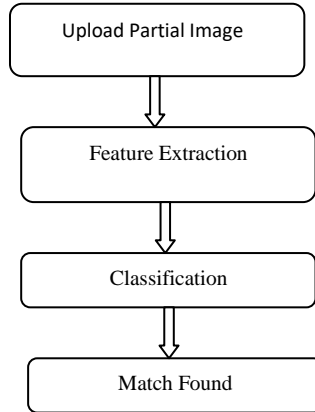 Upload Partial Image
Feature Extraction
Classification
Match Found